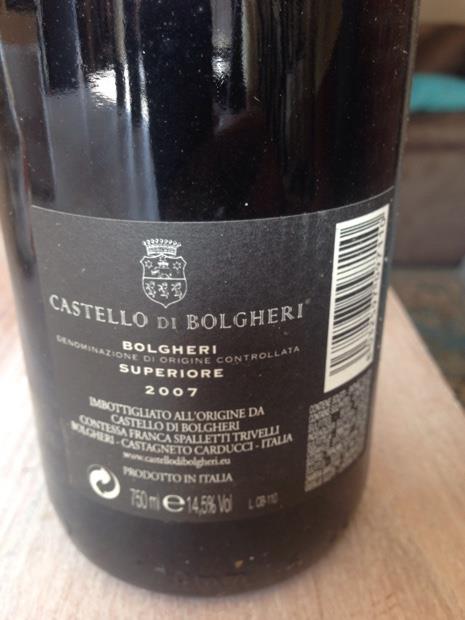 CASTELLO DI BOLGHERI
BOLGHERI
DENOMINAZIONE DI ORIGINE CONTROLLATA
SUPERIORE
2007
IMBOTTIGLIATO ALL'ORIGINE DA
CASTELLO DI BOLGHERI
CONTESSA FRANCA SPALLETTI TRIVELLI
BOLGHERI - CASTAGNETO CARDUCCI - ITALIA
www.castellodibolgheri.eu
PRODOTTO IN ITALIA
750 ml e 14,5% Vol